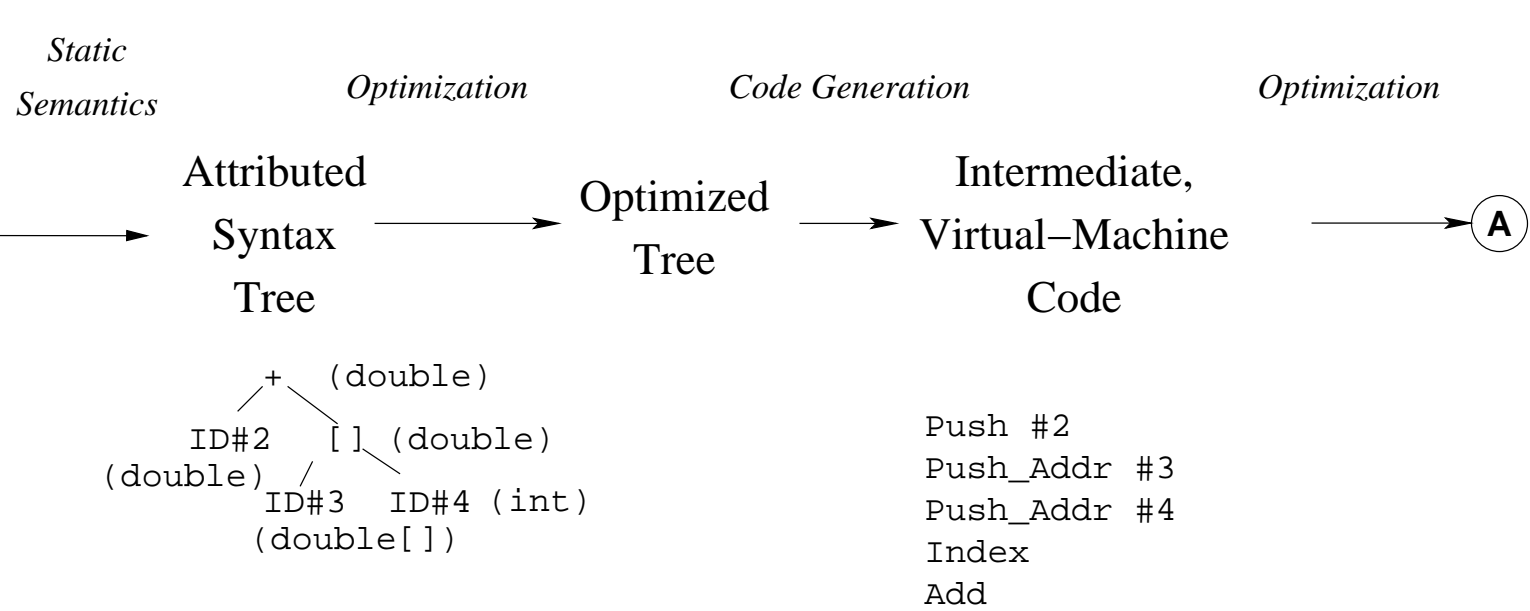 Static
Semantics
Optimization
Code Generation
Optimization
Attributed
Syntax
Tree
Optimized
Tree
Intermediate,
Virtual−Machine
Code
A
+ (double)
ID#2 [] (double)
(double)
ID#3 ID#4 (int)
(double[])
Push #2
Push_Addr #3
Push_Addr #4
Index
Add